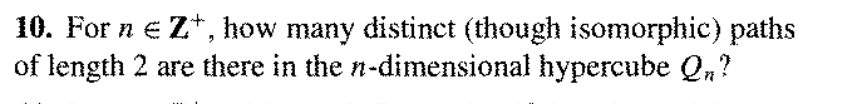 10. For n ∈ Z⁺, how many distinct (though isomorphic) paths
of length 2 are there in the n-dimensional hypercube Qₙ?